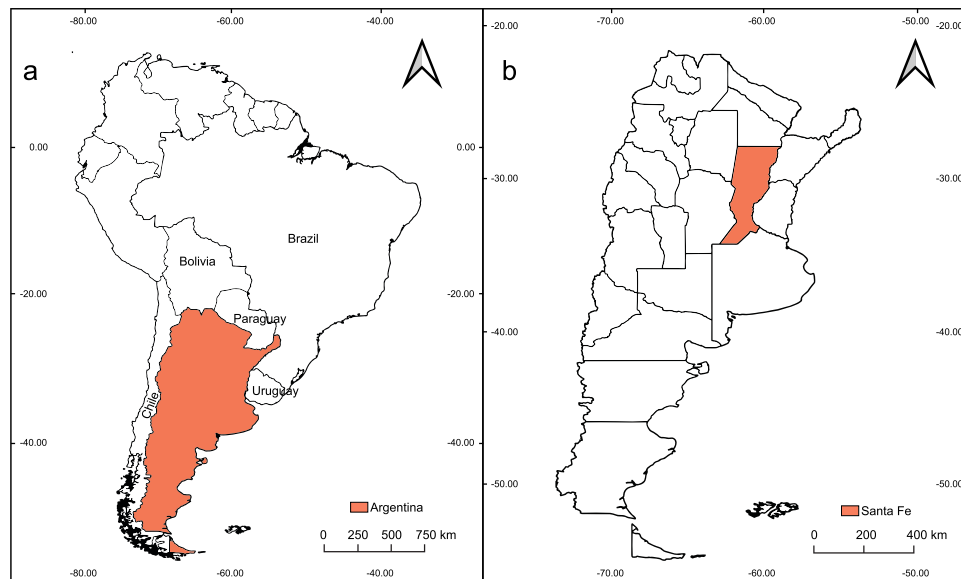 -80.00 -60.00 -40.00
-70.00 -60.00 -50.00
-20.00
a
b
0.00 0.00
-30.00 -30.00
Brazil
Bolivia
-20.00 -20.00
Paraguay
-40.00 -40.00
Uruguay
Chile
-40.00 -40.00
-50.00 -50.00
Argentina
0 250 500 750 km
Santa Fe
0 200 400 km
-80.00 -60.00 -40.00
-70.00 -60.00 -50.00